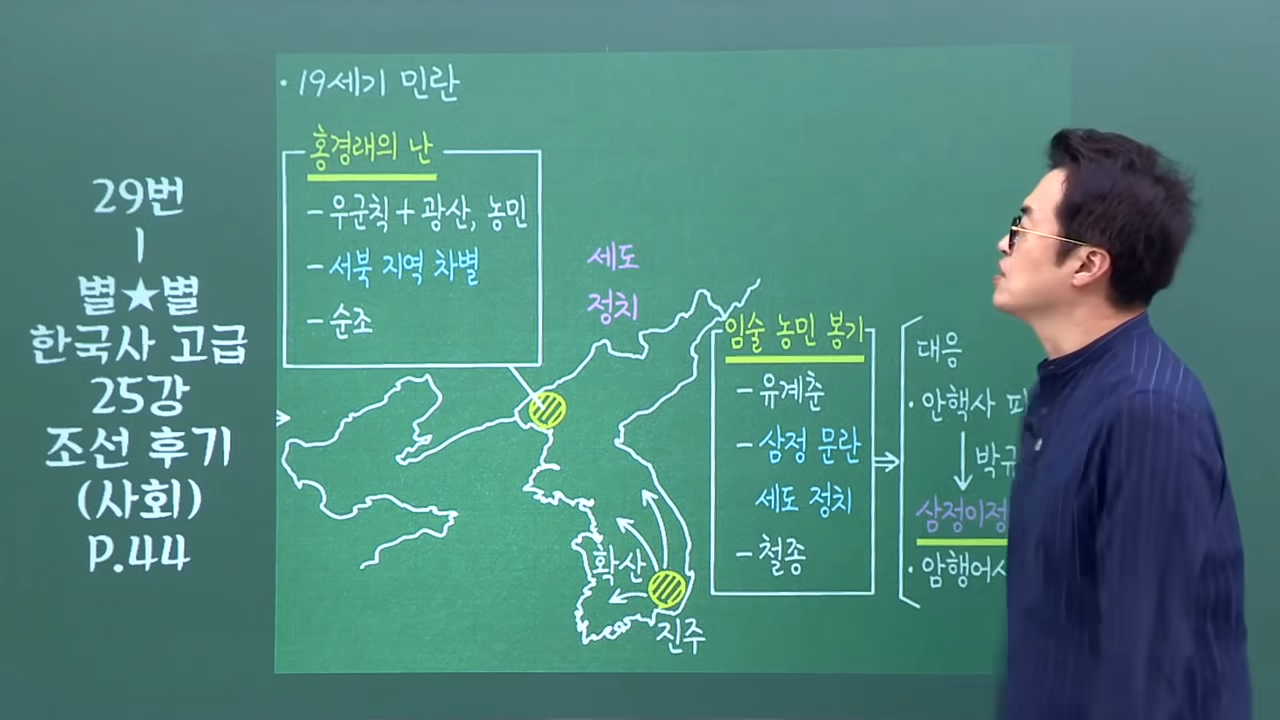 29번
|
별★별
한국사 고급
25강
조선 후기
(사회)
P.44
· 19세기 민란
홍경래의 난
- 우군칙 + 광산, 농민
- 서북 지역 차별
- 순조
세도
정치
확산
진주
임술 농민 봉기
- 유계춘
- 삼정 문란
세도 정치
- 철종
대응
· 안핵사
박규
삼정이정
· 암행어사